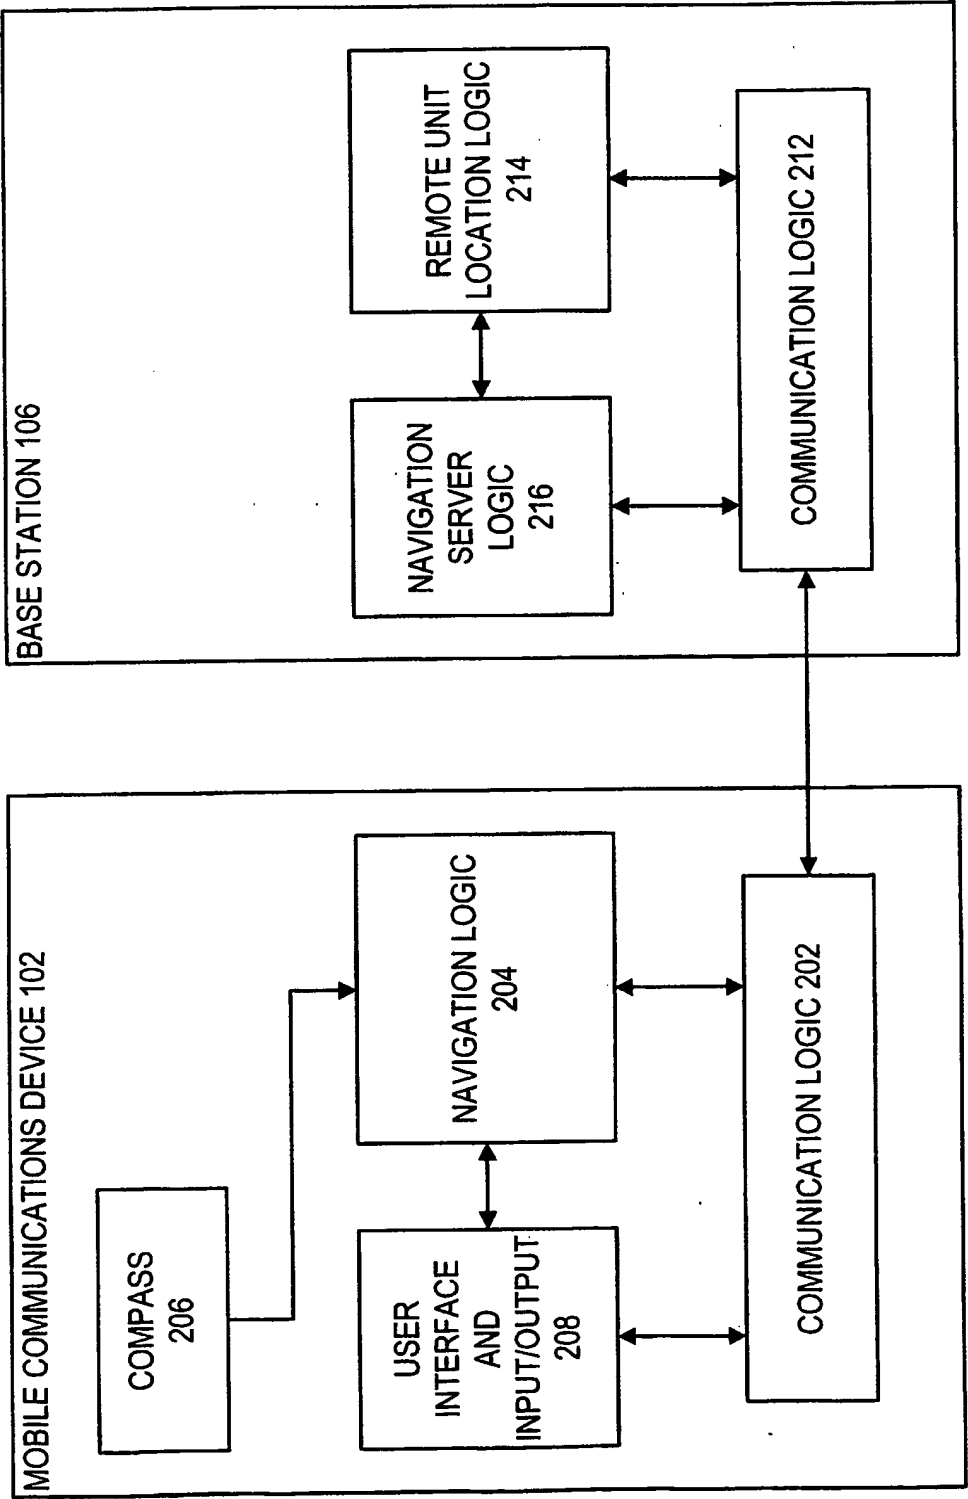 MOBILE COMMUNICATIONS DEVICE 102
COMPASS
206
USER
INTERFACE
AND
INPUT/OUTPUT
208
NAVIGATION LOGIC
204
COMMUNICATION LOGIC 202
BASE STATION 106
NAVIGATION
SERVER
LOGIC
216
REMOTE UNIT
LOCATION LOGIC
214
COMMUNICATION LOGIC 212